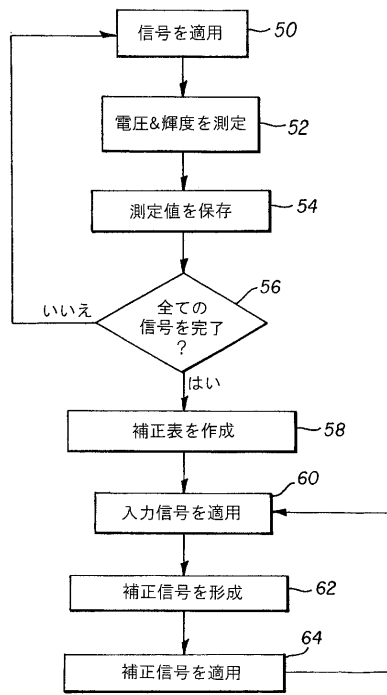 信号を適用
50
電圧&輝度を測定
52
測定値を保存
54
全ての
信号を完了
?
56
いいえ
はい
補正表を作成
58
60
入力信号を適用
補正信号を形成
62
64
補正信号を適用